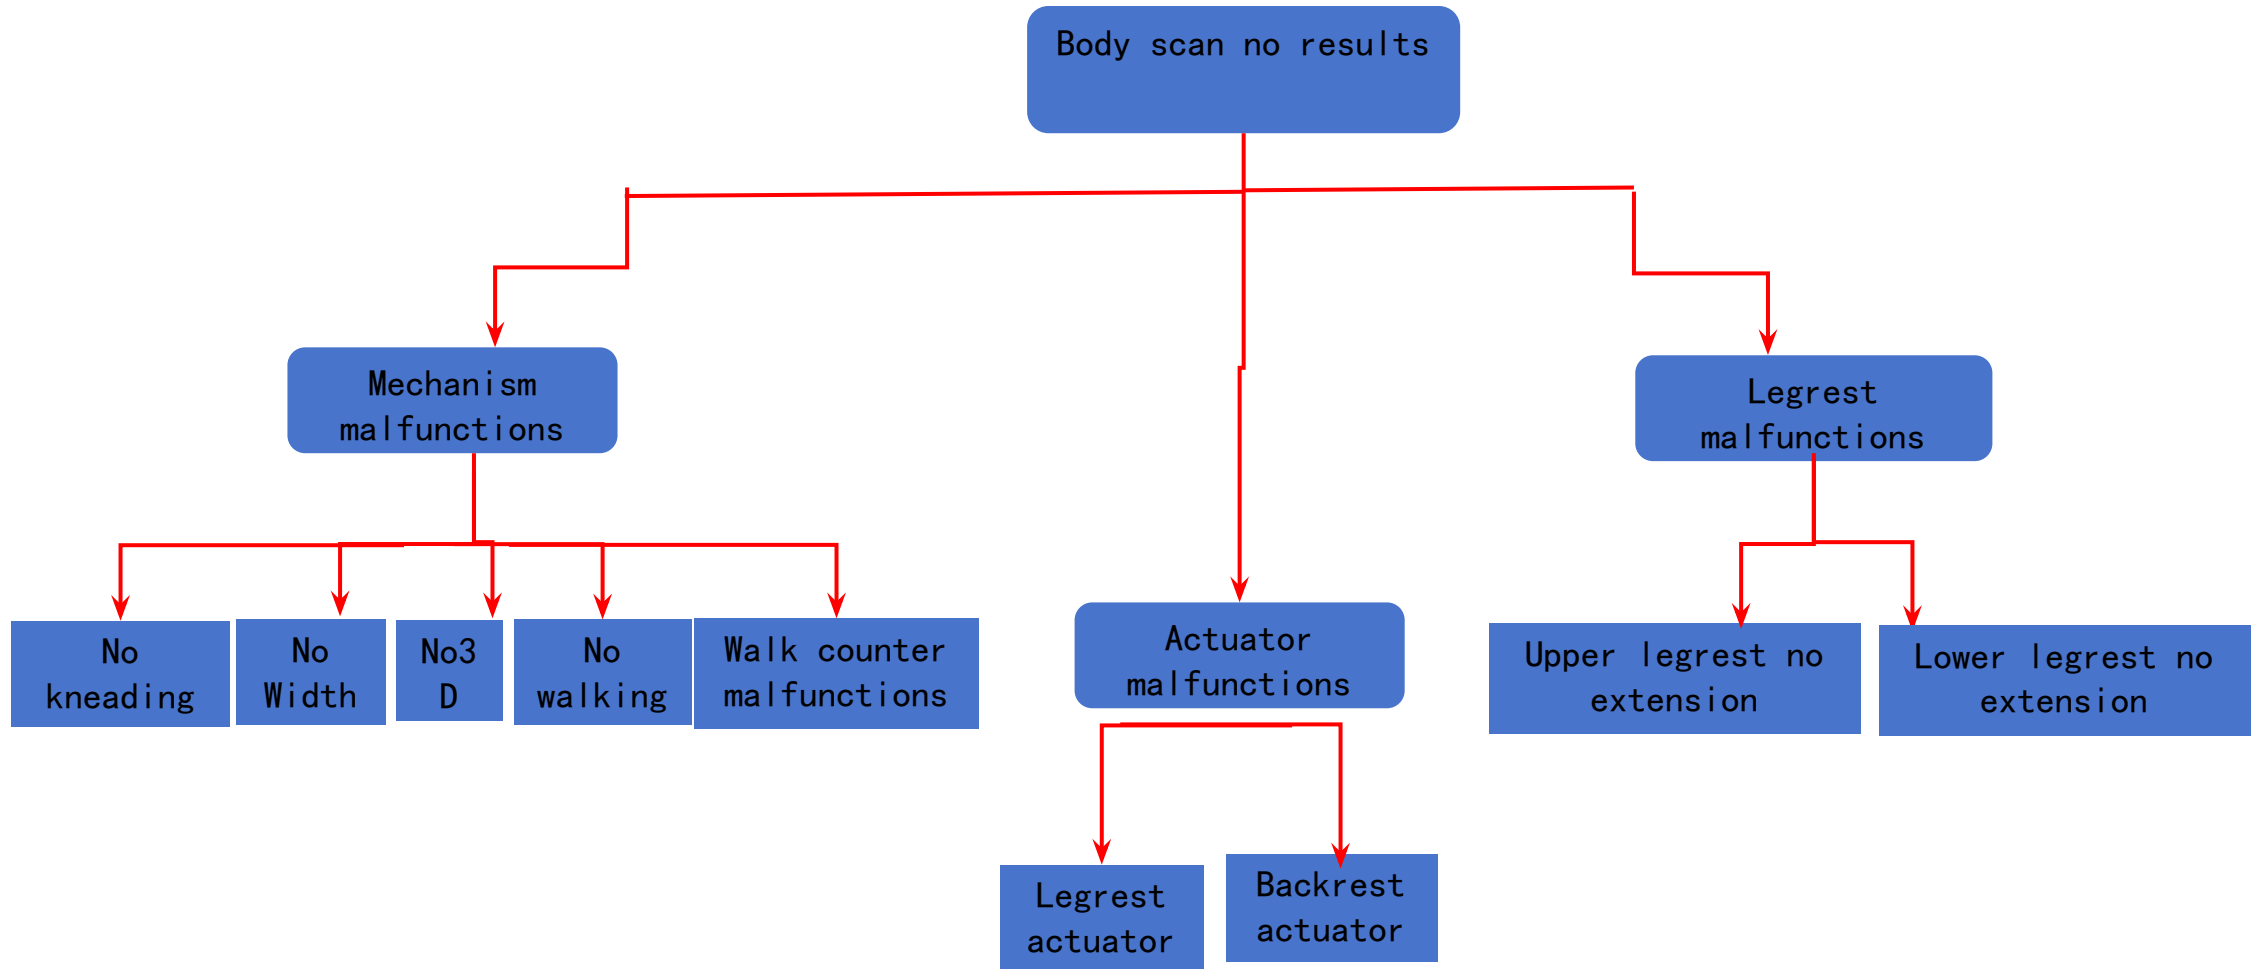 Body scan no results
Mechanism
malfunctions
Legrest
malfunctions
No
kneading
No
Width
No3
D
No
walking
Walk counter
malfunctions
Actuator
malfunctions
Upper legrest no
extension
Lower legrest no
extension
Legrest
actuator
Backrest
actuator